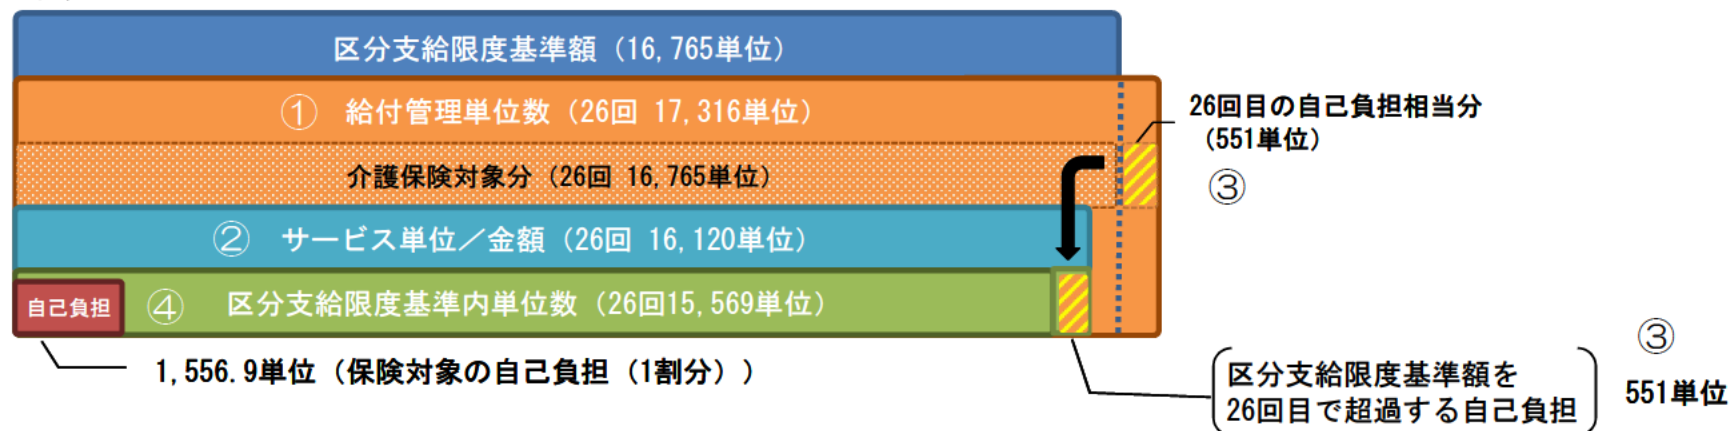 区分支給限度基準額（16,765単位）
① 給付管理単位数（26回 17,316単位）
26回目の自己負担相当分
（551単位）
介護保険対象分（26回 16,765単位）
③
② サービス単位／金額（26回 16,120単位）
自己負担
④ 区分支給限度基準内単位数（26回15,569単位）
1,556.9単位（保険対象の自己負担（1割分））
③
区分支給限度基準額を
26回目で超過する自己負担
551単位